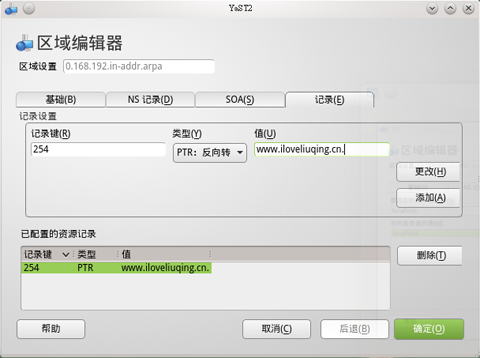 YaST2
区域编辑器
区域设置 0.168.192.in-addr.arpa
基础(B) NS 记录(D) SOA(S) 记录(E)
记录设置
记录键(R) 类型(Y) 值(U)
254 PTR: 反向转 www.iloveliuqing.cn.
更改(H)
添加(A)
已配置的资源记录
记录键 类型 值
254 PTR www.iloveliuqing.cn.
删除(T)
帮助 取消(C) 后退(B) 确定(O)